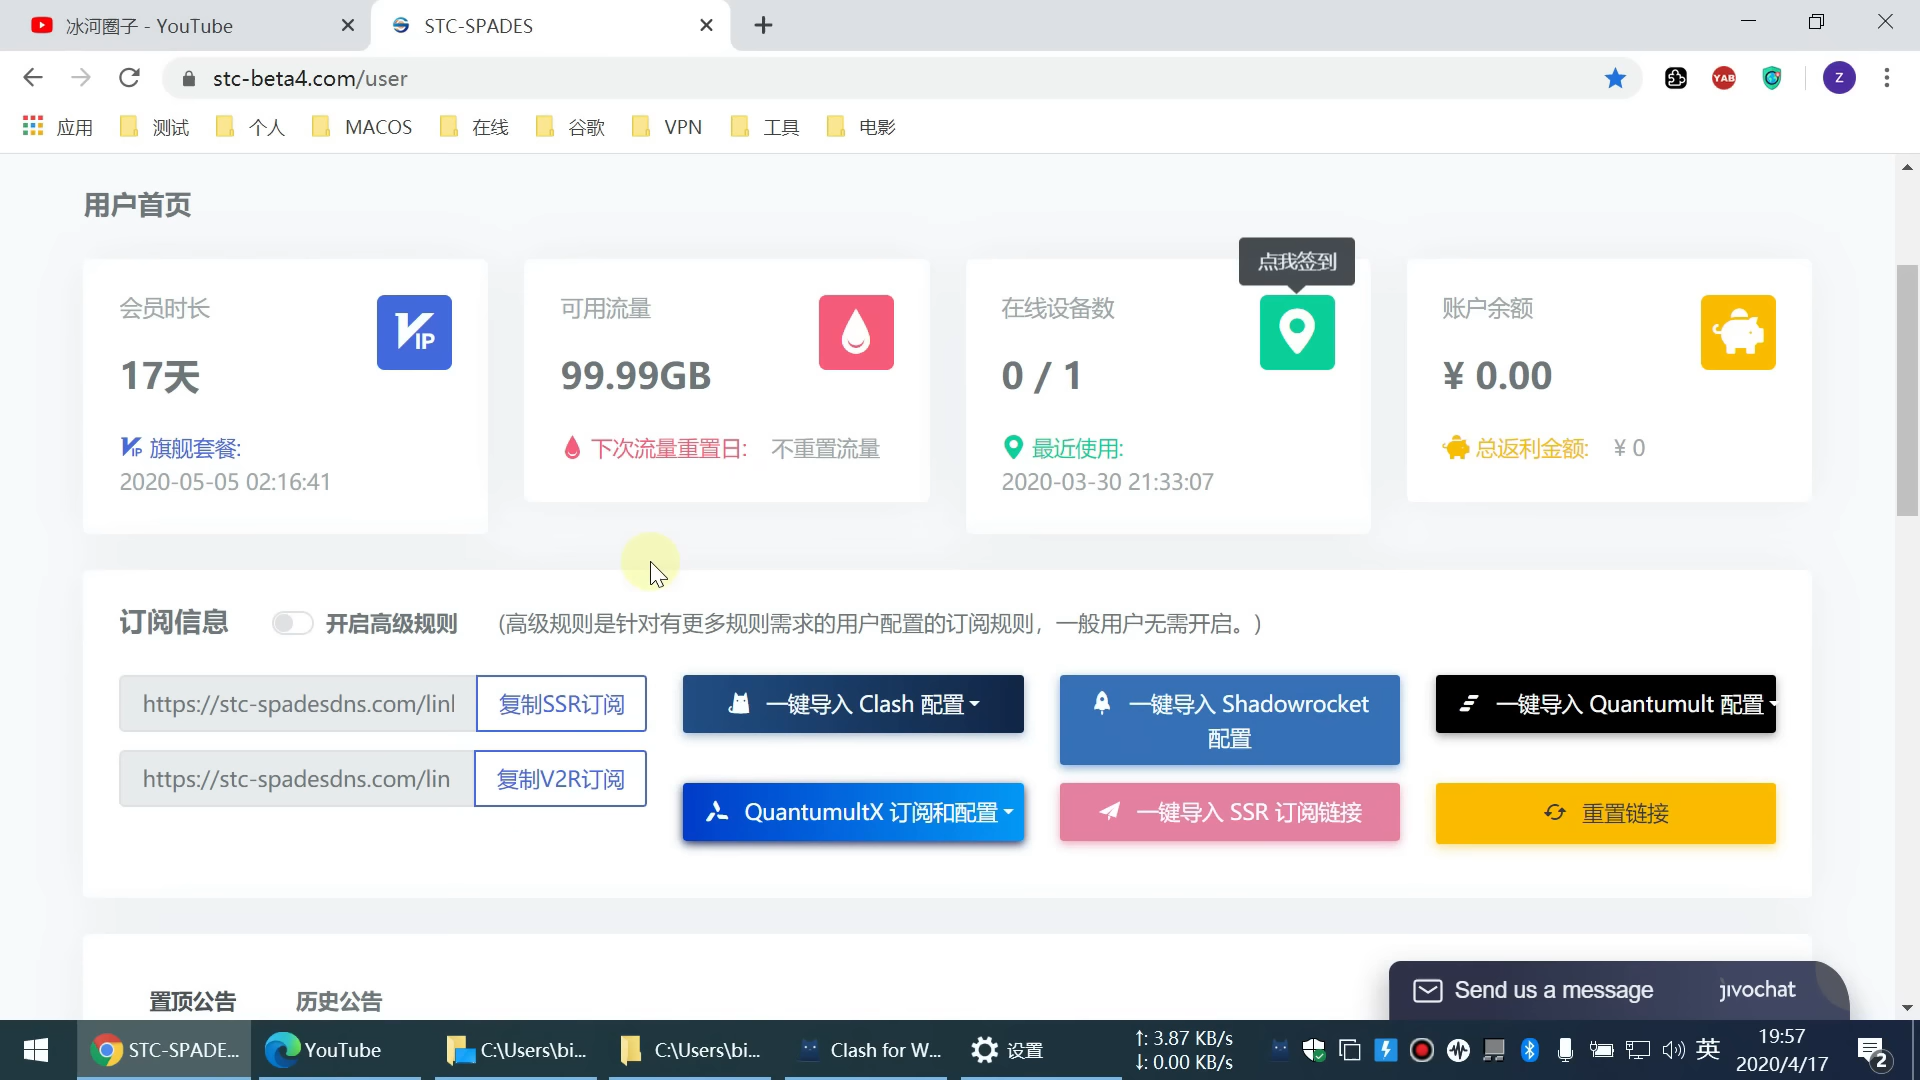 冰河圈子 - YouTube
STC-SPADES
stc-beta4.com/user
YAB
Z
应用
测试
个人
MACOS
在线
谷歌
VPN
工具
电影
用户首页
会员时长
17天
VIP
旗舰套餐:
2020-05-05 02:16:41
可用流量
99.99GB
下次流量重置日: 不重置流量
点我签到
在线设备数
0 / 1
最近使用:
2020-03-30 21:33:07
账户余额
¥ 0.00
总返利金额: ¥ 0
订阅信息 开启高级规则 (高级规则是针对有更多规则需求的用户配置的订阅规则，一般用户无需开启。)
https://stc-spadesdns.com/linl
复制SSR订阅
一键导入 Clash 配置
一键导入 Shadowrocket
配置
一键导入 Quantumult 配置
https://stc-spadesdns.com/lin
复制V2R订阅
QuantumultX 订阅和配置
一键导入 SSR 订阅链接
重置链接
置顶公告
历史公告
Send us a message
jivochat
STC-SPADE...
YouTube
C:\Users\bi...
C:\Users\bi...
Clash for W...
设置
↑: 3.87 KB/s
↓: 0.00 KB/s
英
19:57
2020/4/17
2